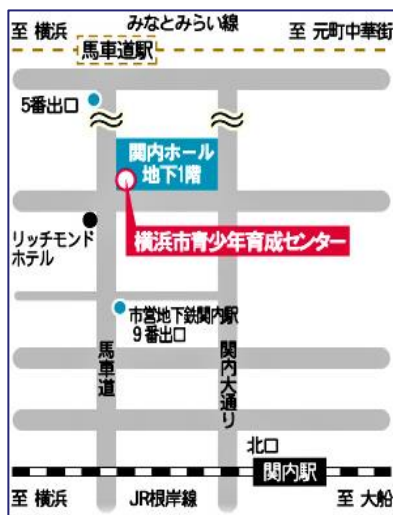 みなとみらい線
至 横浜
至 元町中華街
馬車道駅
5番出口
関内ホール
地下1階
横浜市青少年育成センター
リッチモンド
ホテル
市営地下鉄関内駅
9番出口
馬車道
関内大通り
北口
関内駅
至 横浜
JR根岸線
至 大船